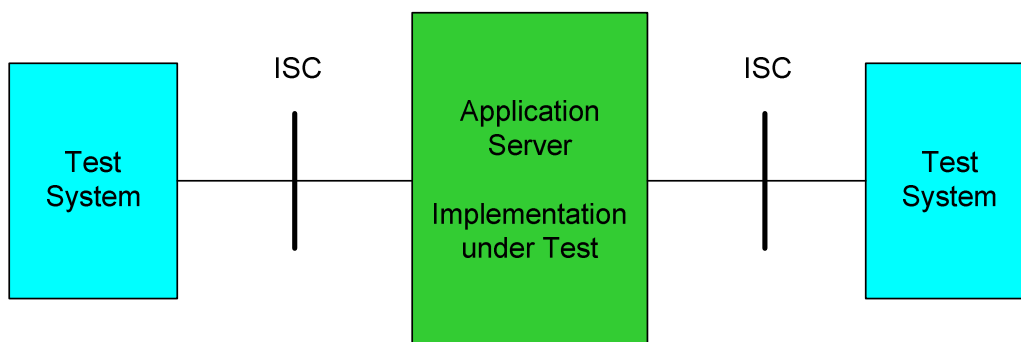 ISC
ISC
Test
System
Application
Server
Implementation
under Test
Test
System